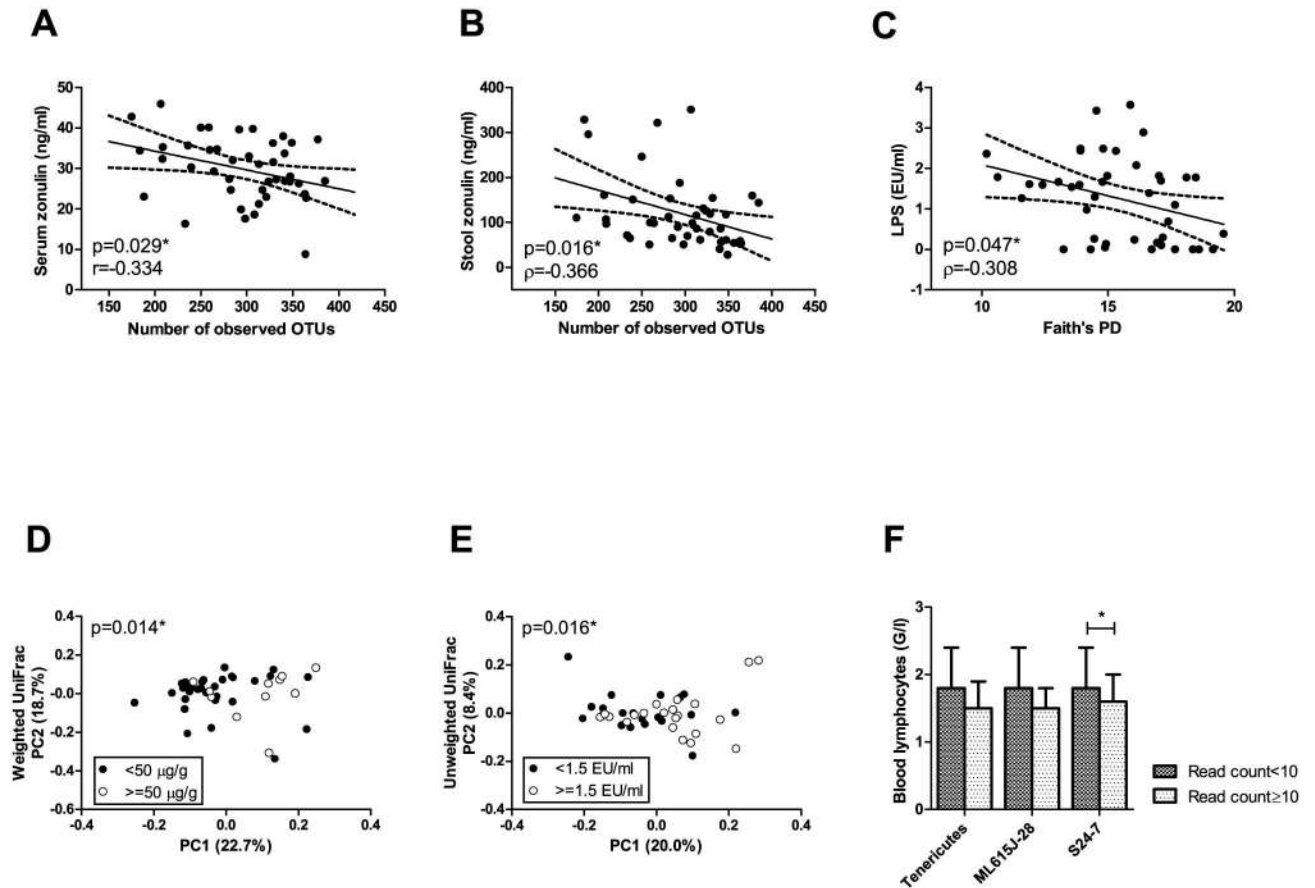 A
Serum zonulin (ng/ml)
50
40
30
20
10
0
p=0.029*
r=-0.334
150 200 250 300 350 400 450
Number of observed OTUs
B
Stool zonulin (ng/ml)
400
300
200
100
0
p=0.016*
ρ=-0.366
150 200 250 300 350 400 450
Number of observed OTUs
C
LPS (EU/ml)
4
3
2
1
0
-1
p=0.047*
ρ=-0.308
10 15 20
Faith's PD
D
Weighted UniFrac
PC2 (18.7%)
0.4
0.2
-0.0
-0.2
-0.4
-0.6
p=0.014*
<50 µg/g
>=50 µg/g
-0.4 -0.2 0.0 0.2 0.4
PC1 (22.7%)
E
Unweighted UniFrac
PC2 (8.4%)
0.4
0.2
0.0
-0.2
-0.4
p=0.016*
<1.5 EU/ml
>=1.5 EU/ml
-0.4 -0.2 0.0 0.2 0.4
PC1 (20.0%)
F
Blood lymphocytes (G/l)
3
2
1
0
*
Tenericutes
ML615J-28
S24-7
Read count<10
Read count≥10